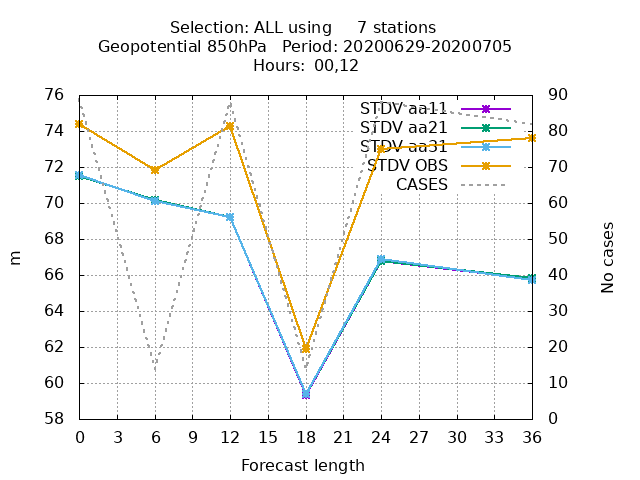 Selection: ALL using     7 stations
Geopotential 850hPa   Period: 20200629-20200705
Hours:  00,12
76
74
72
70
68
66
64
62
60
58
m
90
80
70
60
50
40
30
20
10
0
No cases
STDV aa11
STDV aa21
STDV aa31
STDV OBS
CASES
0 3 6 9 12 15 18 21 24 27 30 33 36
Forecast length